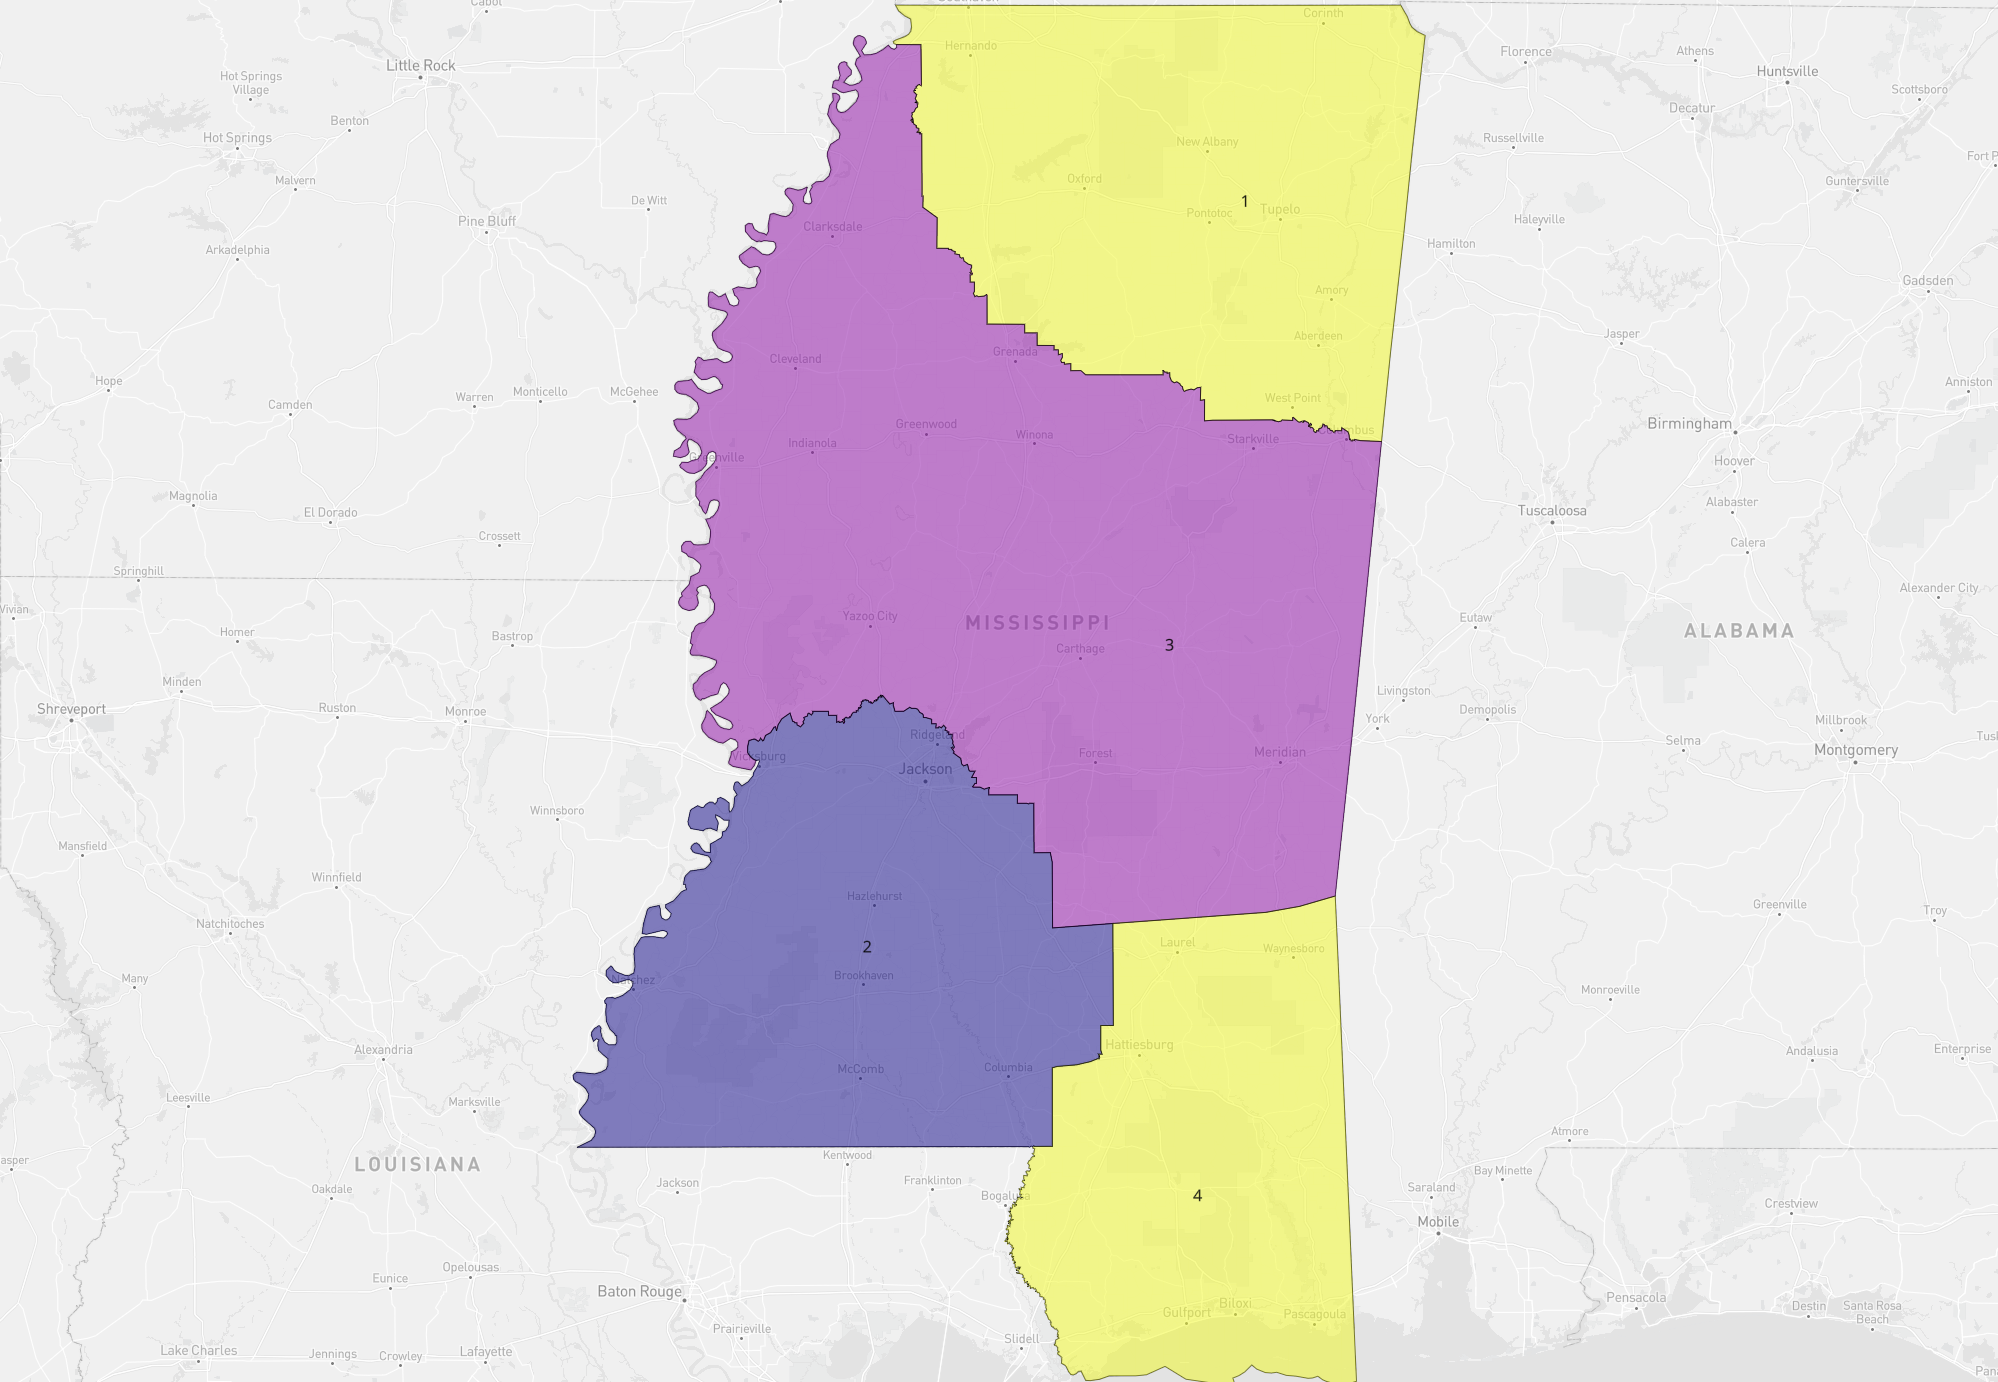 Cabot
Southaven
Corinth
Hernando
Little Rock
Florence
Athens
Huntsville
Hot Springs
Village
Scottsboro
Decatur
Benton
Hot Springs
New Albany
Russellville
Fort P
Malvern
Oxford
Guntersville
De Witt
1
Pine Bluff
Pontotoc
Tupelo
Haleyville
Clarksdale
Arkadelphia
Hamilton
Gadsden
Amory
Aberdeen
Jasper
Cleveland
Grenada
Hope
Anniston
Camden
Warren
Monticello
McGehee
West Point
Greenwood
Birmingham
Columbus
Indianola
Winona
Starkville
Greenville
Hoover
Magnolia
Alabaster
El Dorado
Tuscaloosa
Crossett
Calera
Springhill
Alexander City
Vivian
Yazoo City
MISSISSIPPI
Eutaw
Homer
Bastrop
ALABAMA
3
Carthage
Minden
Livingston
Shreveport
Ruston
Monroe
York
Demopolis
Millbrook
Ridgeland
Selma
Tusk
Vicksburg
Forest
Meridian
Montgomery
Jackson
Winnsboro
Mansfield
Winnfield
Hazlehurst
Greenville
Troy
Natchitoches
2
Laurel
Waynesboro
Many
Natchez
Brookhaven
Monroeville
Alexandria
Hattiesburg
Andalusia
Enterprise
McComb
Columbia
Leesville
Marksville
Atmore
asper
LOUISIANA
Kentwood
Bay Minette
Jackson
Franklinton
Saraland
Oakdale
Bogalusa
4
Crestview
Mobile
Eunice
Opelousas
Baton Rouge
Biloxi
Gulfport
Pascagoula
Pensacola
Destin
Santa Rosa
Beach
Prairieville
Slidell
Lake Charles
Jennings
Crowley
Lafayette
Pan